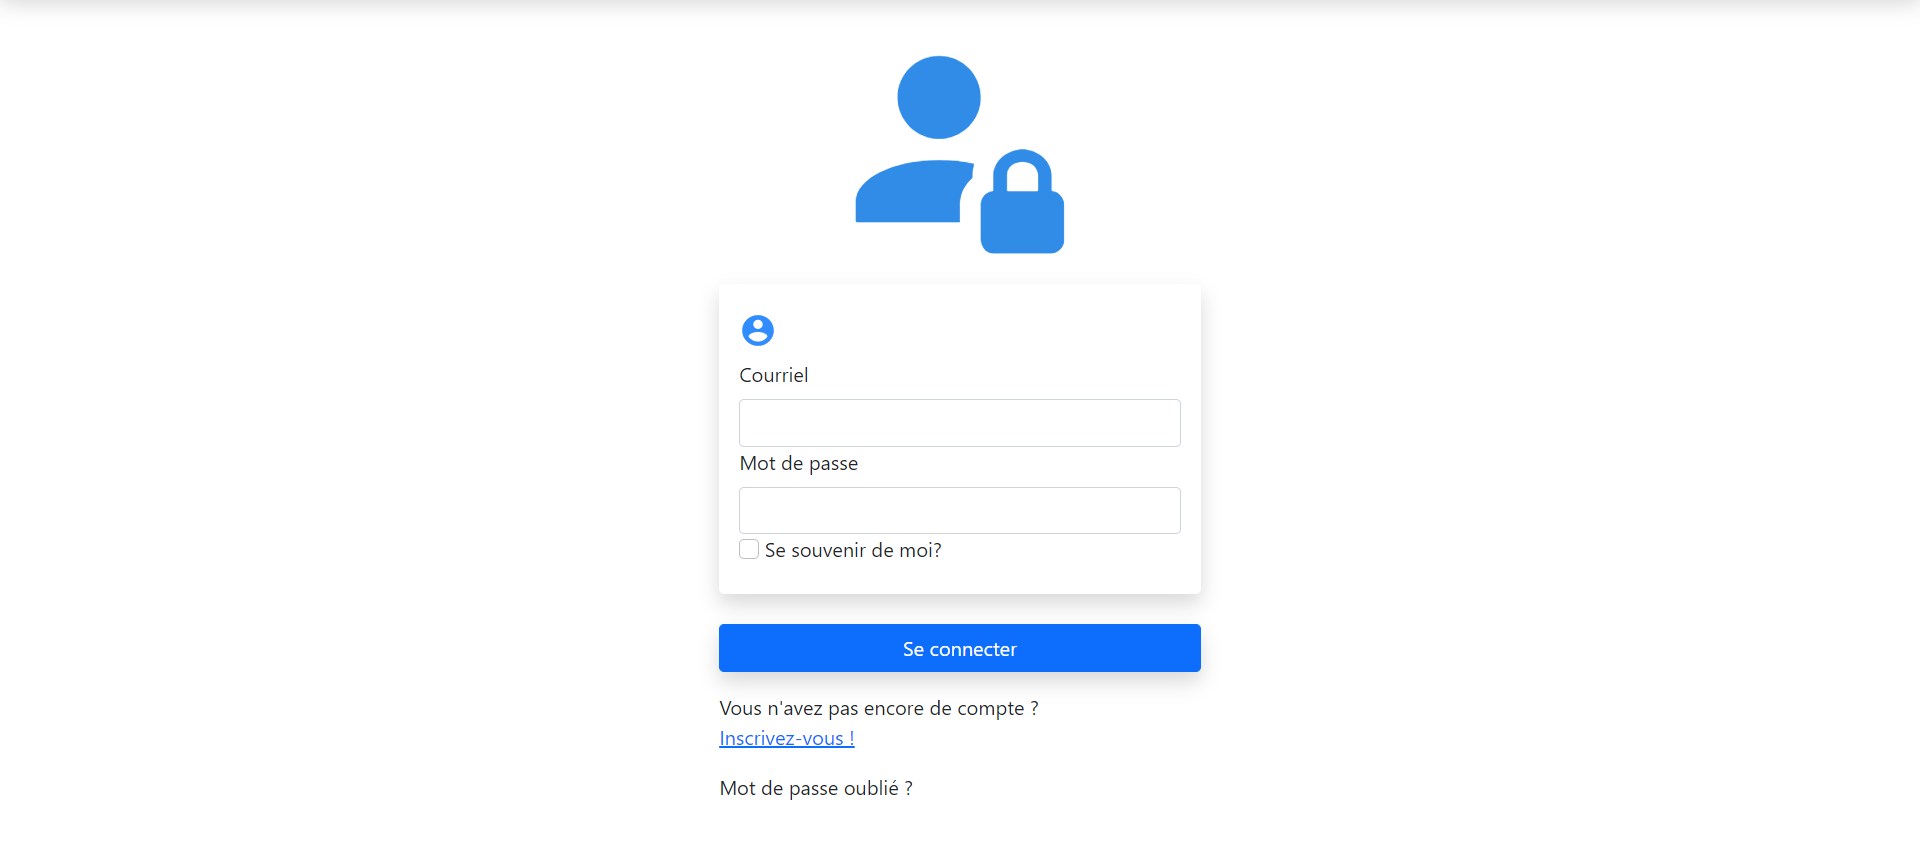 Courriel
Mot de passe
Se souvenir de moi?
Se connecter
Vous n'avez pas encore de compte ?
Inscrivez-vous !
Mot de passe oublié ?